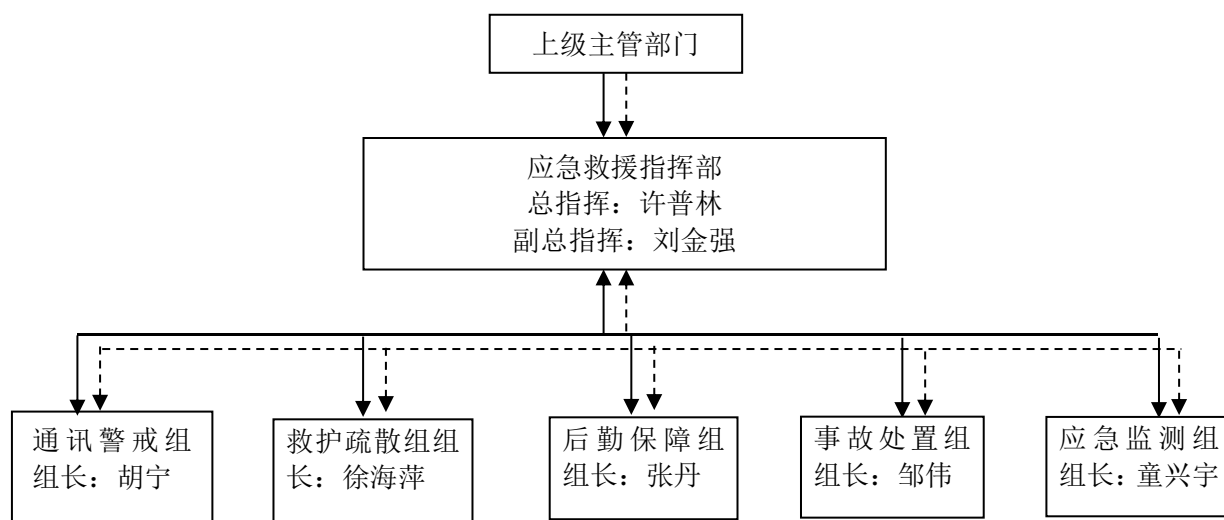 上级主管部门
应急救援指挥部
总指挥：许普林
副总指挥：刘金强
通讯警戒组
组长：胡宁
救护疏散组组
长：徐海萍
后勤保障组
组长：张丹
事故处置组
组长：邹伟
应急监测组
组长：童兴宇